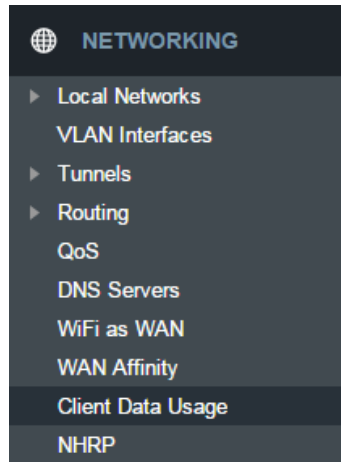 NETWORKING
Local Networks
VLAN Interfaces
Tunnels
Routing
QoS
DNS Servers
WiFi as WAN
WAN Affinity
Client Data Usage
NHRP